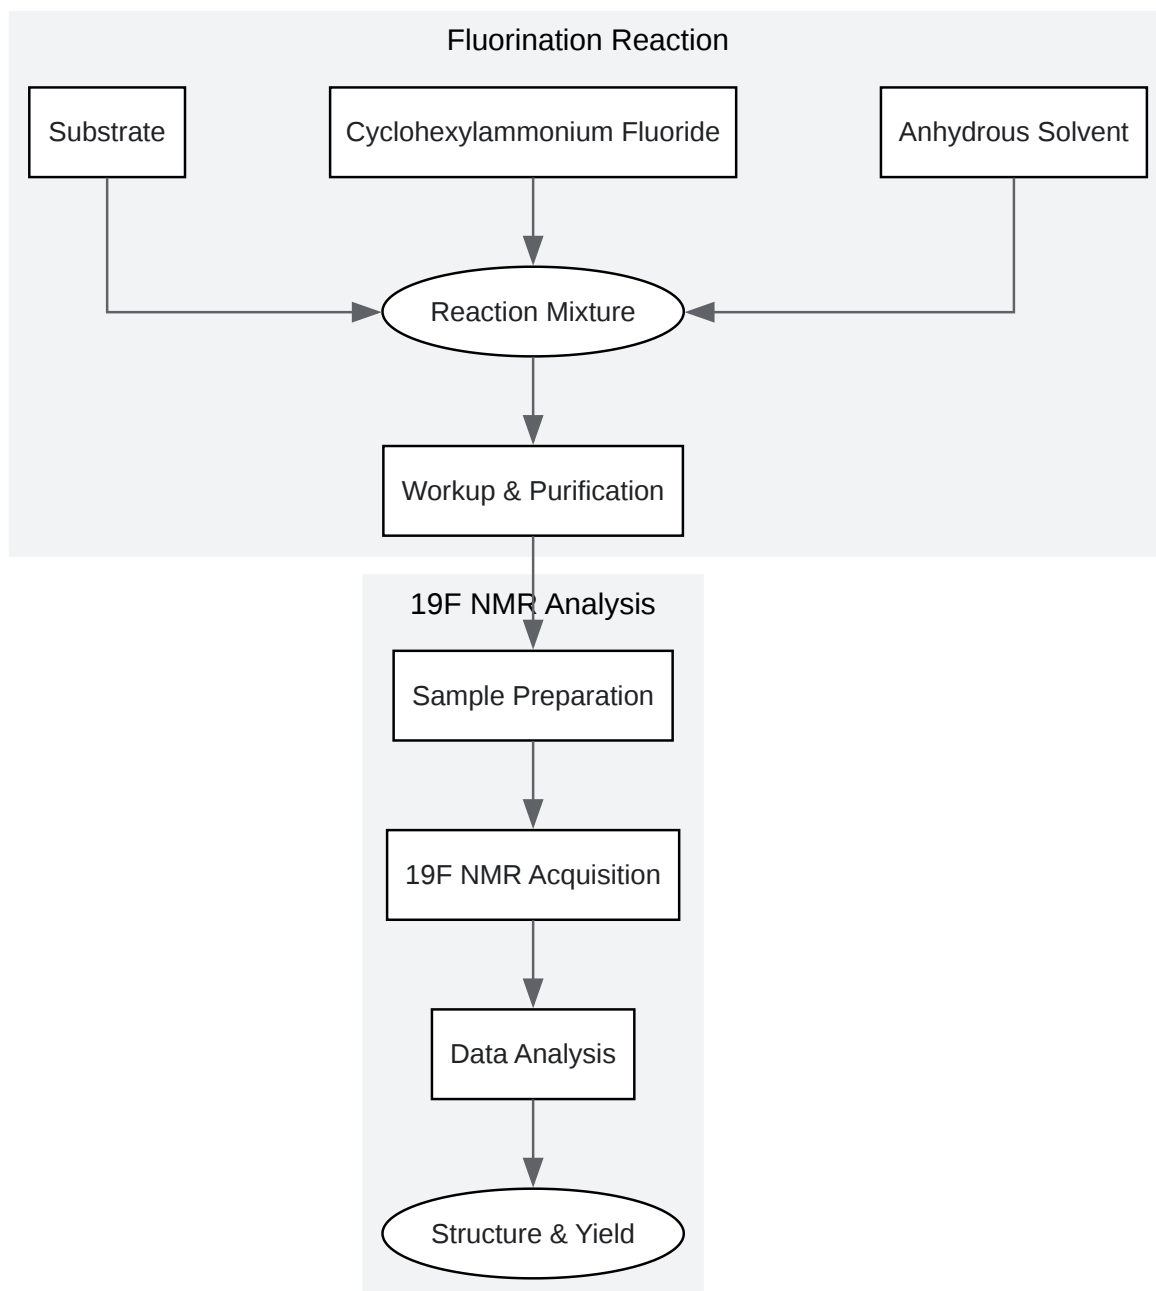 Fluorination Reaction
Substrate
Cyclohexylammonium Fluoride
Anhydrous Solvent
Reaction Mixture
Workup & Purification
19F NMR Analysis
Sample Preparation
19F NMR Acquisition
Data Analysis
Structure & Yield